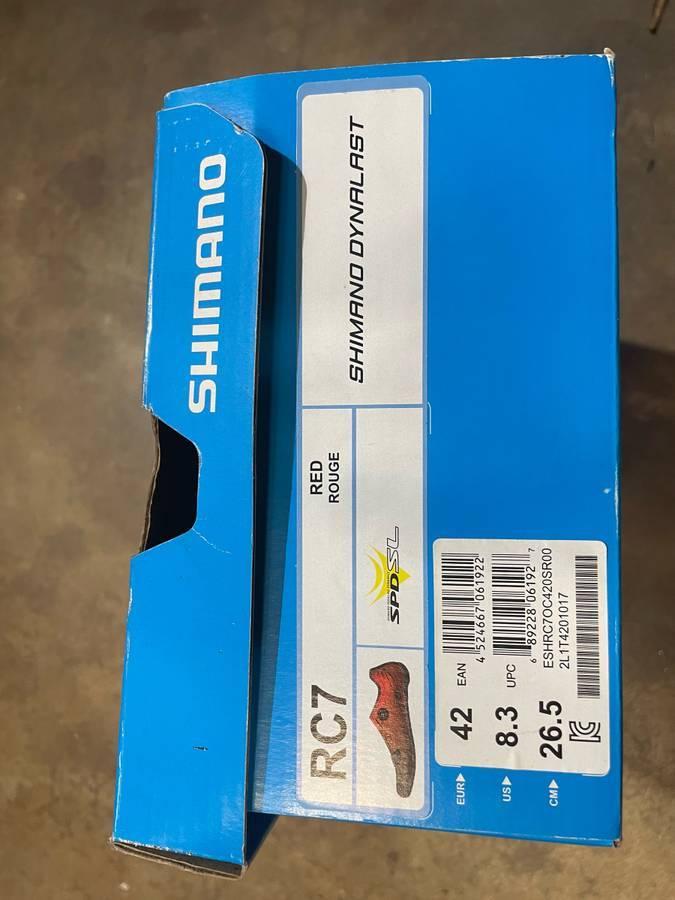 SHIMANO
SHIMANO DYNALAST
RED
ROUGE
RC7
SPD-SL
EUR▶ 42 EAN 4 524667 061922
US▶ 8.3 UPC 6 89228 06192 7
CM▶ 26.5 ESHRC7OC420SR00
2L1T4201017